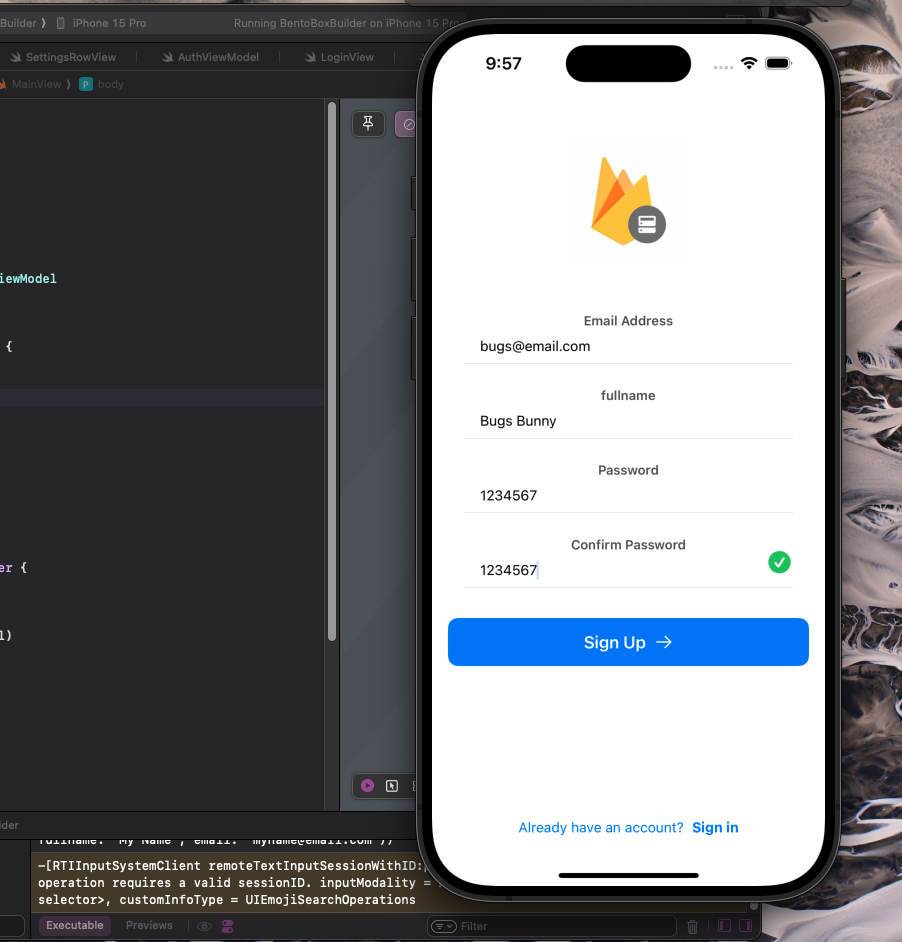 Builder 〉 iPhone 15 Pro
Running BentoBoxBuilder on iPhone 15 Pro
SettingsRowView
AuthViewModel
LoginView
MainView 〉 P body
iewModel
{
er {
l)
9:57
Email Address
bugs@email.com
fullname
Bugs Bunny
Password
1234567
Confirm Password
1234567
Sign Up →
Already have an account? Sign in
lder
fullname: "My Name", email: "myname@email.com"))
-[RTIInputSystemClient remoteTextInputSessionWithID:
operation requires a valid sessionID. inputModality =
selector>, customInfoType = UIEmojiSearchOperations
Executable
Previews
Filter